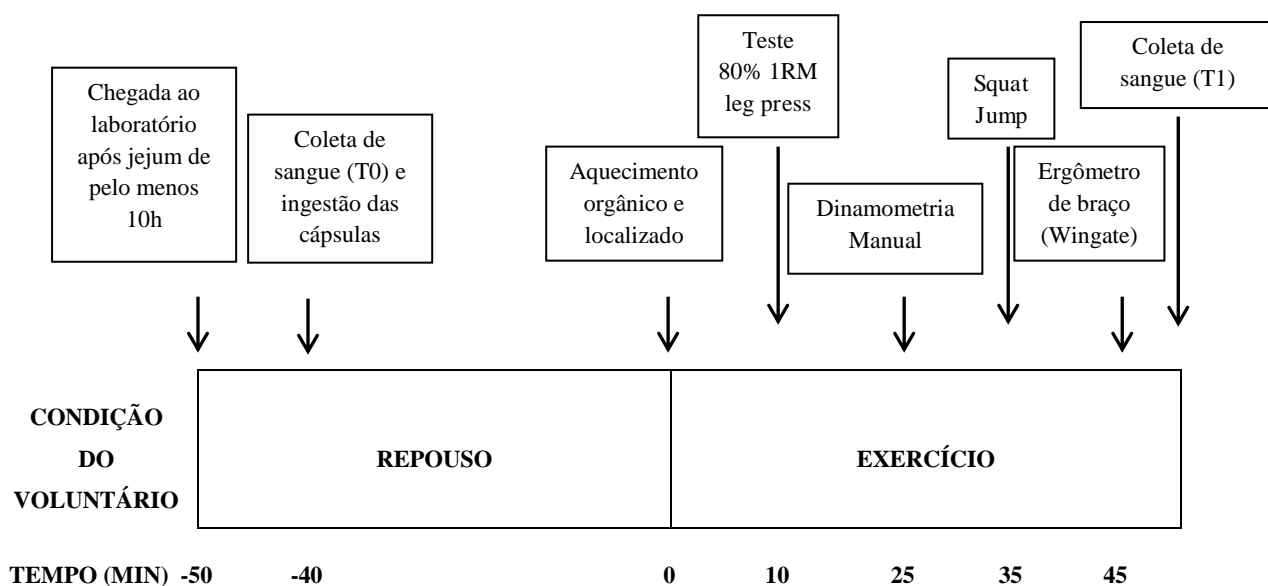 Chegada ao
laboratório
após jejum de
pelo menos
10h
Coleta de
sangue (T0) e
ingestão das
cápsulas
Aquecimento
orgânico e
localizado
Teste
80% 1RM
leg press
Dinamometria
Manual
Squat
Jump
Ergômetro
de braço
(Wingate)
Coleta de
sangue (T1)
CONDIÇÃO
DO
VOLUNTÁRIO
REPOUSO
EXERCÍCIO
TEMPO (MIN) -50 -40 0 10 25 35 45